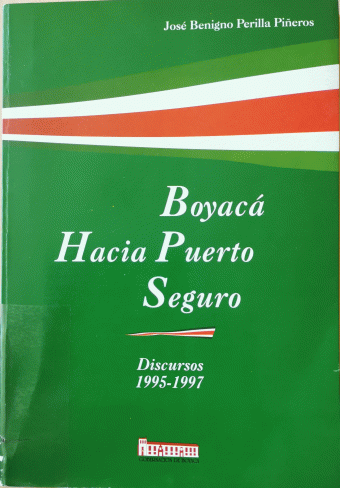 José Benigno Perilla Piñeros
Boyacá
Hacia Puerto
Seguro
Discursos
1995-1997